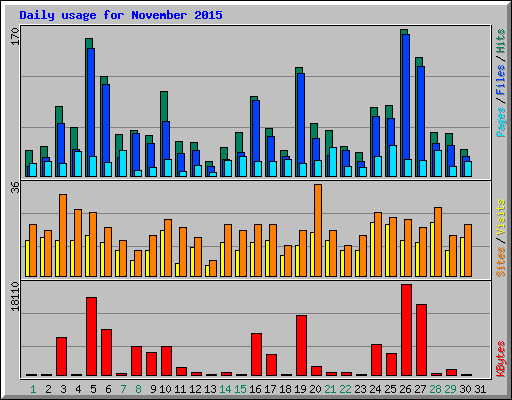 Daily usage for November 2015
170
Pages / Files / Hits
36
Sites / Visits
18110
KBytes
1 2 3 4 5 6 7 8 9 10 11 12 13 14 15 16 17 18 19 20 21 22 23 24 25 26 27 28 29 30 31